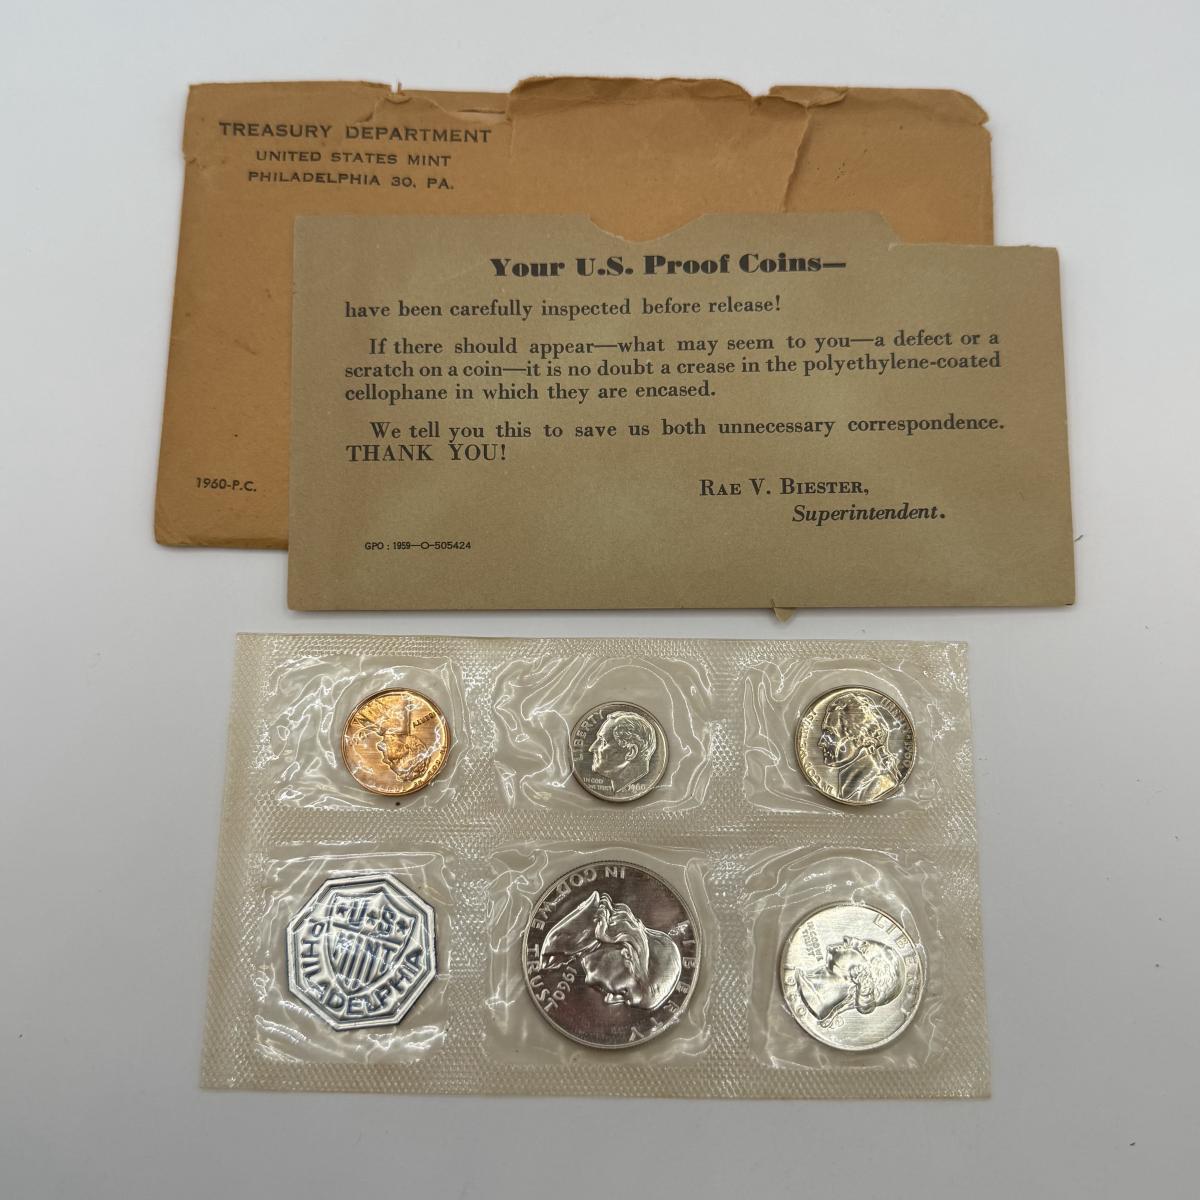 TREASURY DEPARTMENT
UNITED STATES MINT
PHILADELPHIA 30, PA.
1960-P.C.
Your U.S. Proof Coins—
have been carefully inspected before release!
If there should appear—what may seem to you—a defect or a
scratch on a coin—it is no doubt a crease in the polyethylene-coated
cellophane in which they are encased.
We tell you this to save us both unnecessary correspondence.
THANK YOU!
RAE V. BIESTER,
Superintendent.
GPO : 1959—O-505424
LIBERTY
IN GOD
WE TRUST
1960
1960
U★S★
MINT
PHILADELPHIA
IN GOD WE TRUST
LIBERTY
1960
LIBERTY